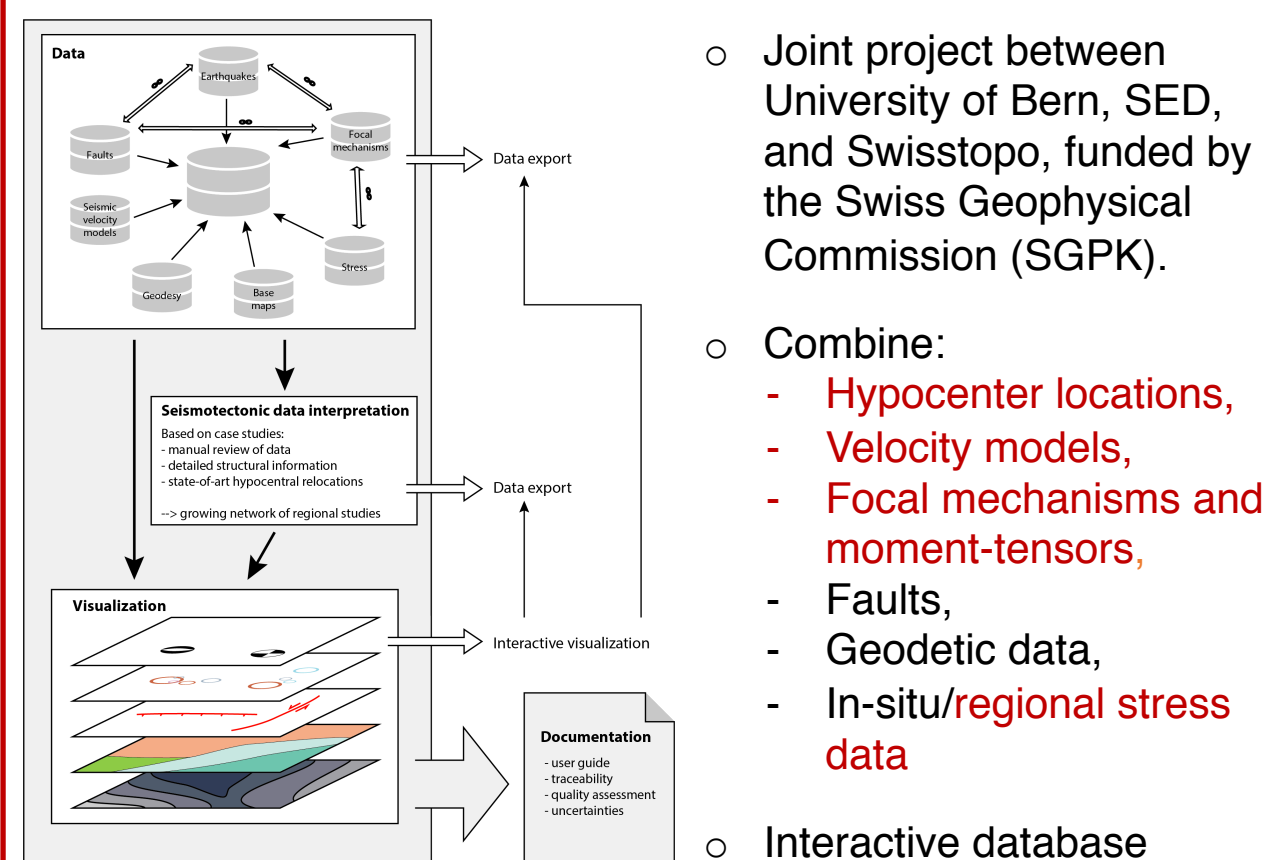 Data
Earthquakes
Faults
Focal
mechanisms
Seismic
velocity
models
Geodesy
Base
maps
Stress
Data export
Seismotectonic data interpretation
Based on case studies:
- manual review of data
- detailed structural information
- state-of-art hypocentral relocations
--> growing network of regional studies
Data export
Visualization
Interactive visualization
Documentation
- user guide
- traceability
- quality assessment
- uncertainties
○ Joint project between
University of Bern, SED,
and Swisstopo, funded by
the Swiss Geophysical
Commission (SGPK).
○ Combine:
- Hypocenter locations,
- Velocity models,
- Focal mechanisms and
moment-tensors,
- Faults,
- Geodetic data,
- In-situ/regional stress
data
○ Interactive database